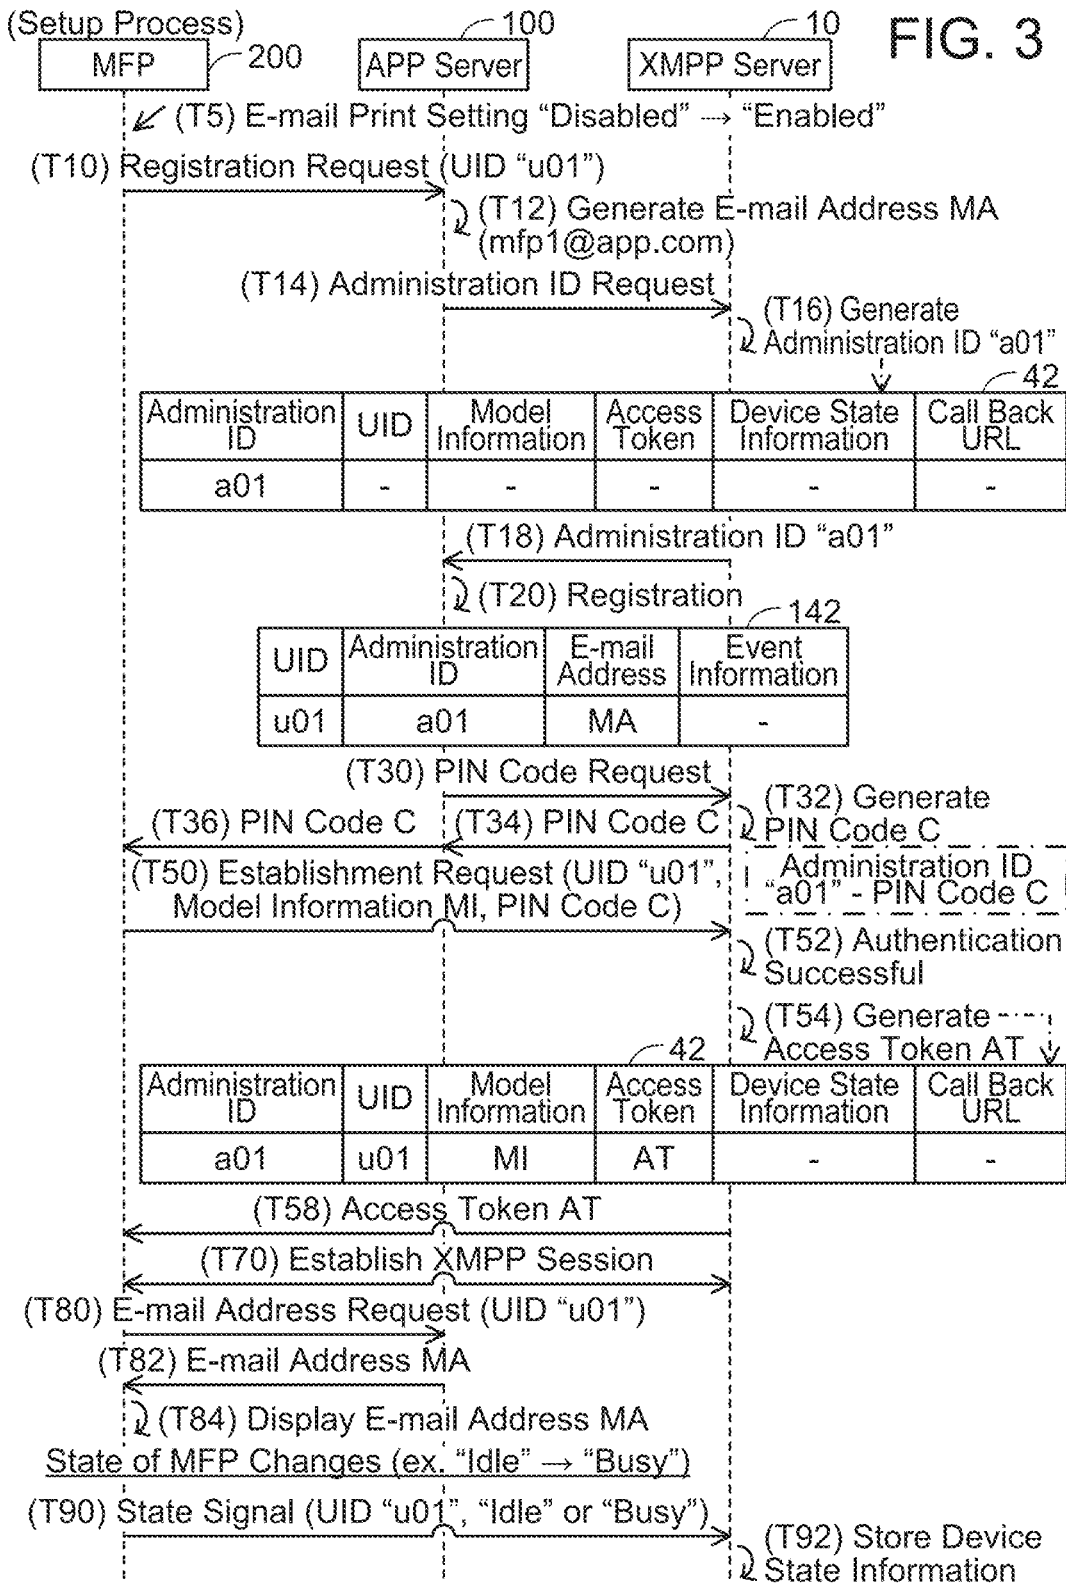 (Setup Process)
FIG. 3
MFP
200
APP Server
100
XMPP Server
10
(T5) E-mail Print Setting “Disabled” → “Enabled”
(T10) Registration Request (UID “u01”)
(T12) Generate E-mail Address MA
(mfp1@app.com)
(T14) Administration ID Request
(T16) Generate
Administration ID “a01”
42
Administration ID
UID
Model Information
Access Token
Device State Information
Call Back URL
a01
-
-
-
-
-
(T18) Administration ID “a01”
(T20) Registration
142
UID
Administration ID
E-mail Address
Event Information
u01
a01
MA
-
(T30) PIN Code Request
(T32) Generate
PIN Code C
(T36) PIN Code C
(T34) PIN Code C
Administration ID
“a01” - PIN Code C
(T50) Establishment Request (UID “u01”,
Model Information MI, PIN Code C)
(T52) Authentication
Successful
(T54) Generate
Access Token AT
42
Administration ID
UID
Model Information
Access Token
Device State Information
Call Back URL
a01
u01
MI
AT
-
-
(T58) Access Token AT
(T70) Establish XMPP Session
(T80) E-mail Address Request (UID “u01”)
(T82) E-mail Address MA
(T84) Display E-mail Address MA
State of MFP Changes (ex. “Idle” → “Busy”)
(T90) State Signal (UID “u01”, “Idle” or “Busy”)
(T92) Store Device
State Information